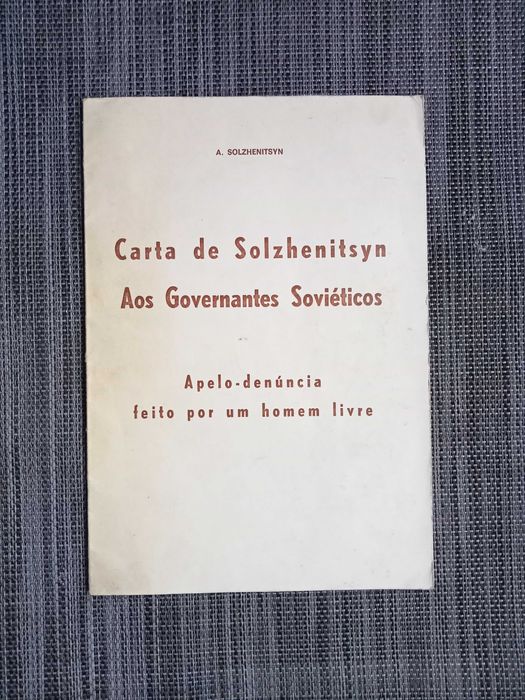 A. SOLZHENITSYN
Carta de Solzhenitsyn
Aos Governantes Soviéticos
Apelo-denúncia
feito por um homem livre